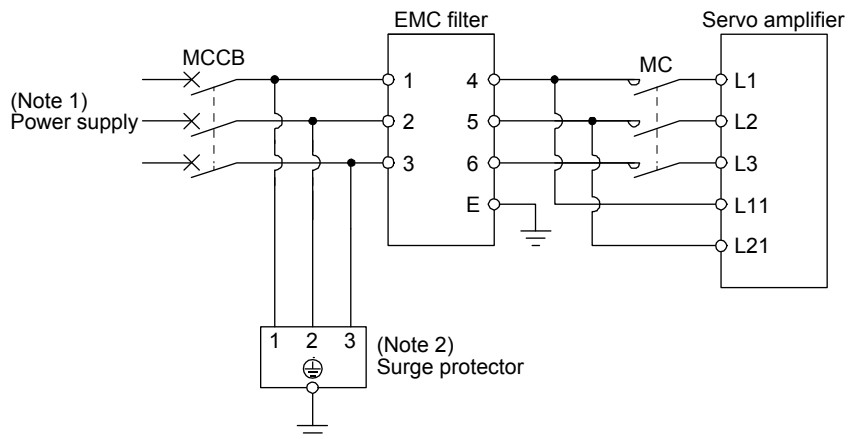 EMC filter
Servo amplifier
MCCB
MC
(Note 1)
Power supply
1
4
L1
2
5
L2
3
6
L3
E
L11
L21
1 2 3
(Note 2)
Surge protector